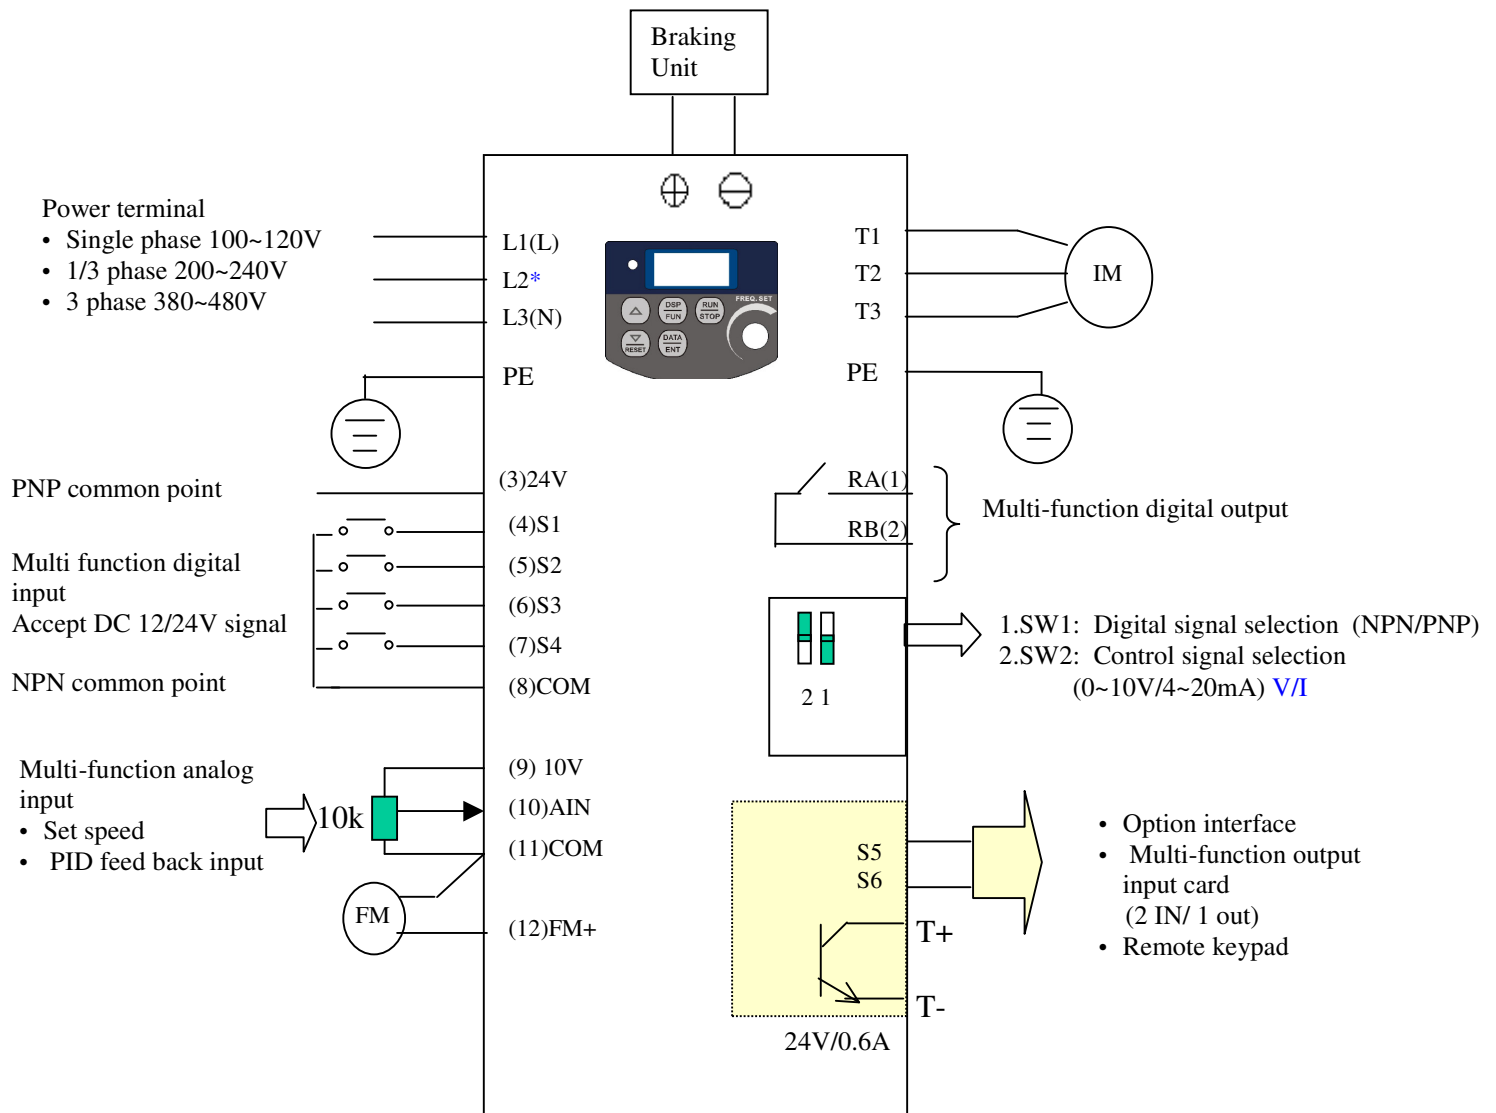 Braking
Unit
Power terminal
• Single phase 100~120V
• 1/3 phase 200~240V
• 3 phase 380~480V
L1(L)
L2*
L3(N)
PE
FREQ. SET
DSP
FUN
RUN
STOP
RESET
DATA
ENT
T1
T2
T3
PE
IM
PNP common point
(3)24V
(4)S1
Multi function digital
input
Accept DC 12/24V signal
(5)S2
(6)S3
(7)S4
NPN common point
(8)COM
RA(1)
RB(2)
Multi-function digital output
2 1
1.SW1: Digital signal selection (NPN/PNP)
2.SW2: Control signal selection
(0~10V/4~20mA) V/I
Multi-function analog
input
• Set speed
• PID feed back input
10k
(9) 10V
(10)AIN
(11)COM
FM
(12)FM+
S5
S6
T+
T-
24V/0.6A
• Option interface
• Multi-function output
input card
(2 IN/ 1 out)
• Remote keypad